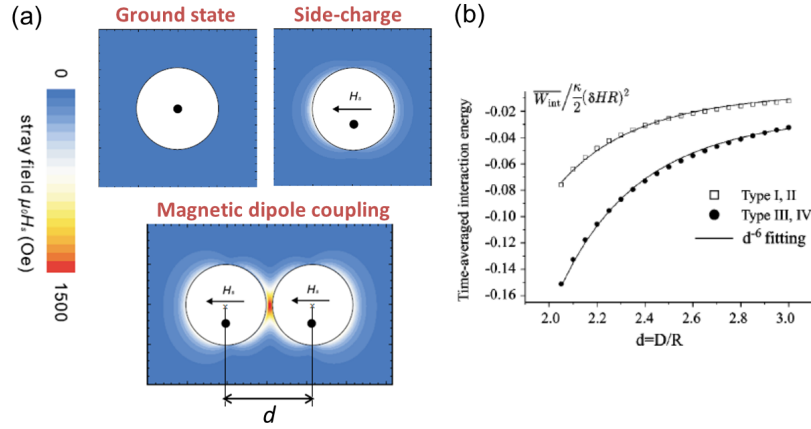 (a)
Ground state
Side-charge
0
stray field μ₀Hₛ (Oe)
1500
Hₛ
Magnetic dipole coupling
Hₛ
Hₛ
d
(b)
W̅i̅n̅t̅/κ/2(δHR)²
Time-averaged interaction energy
-0.02
-0.04
-0.06
-0.08
-0.10
-0.12
-0.14
-0.16
Type I, II
Type III, IV
d⁻⁶ fitting
2.0 2.2 2.4 2.6 2.8 3.0
d=D/R